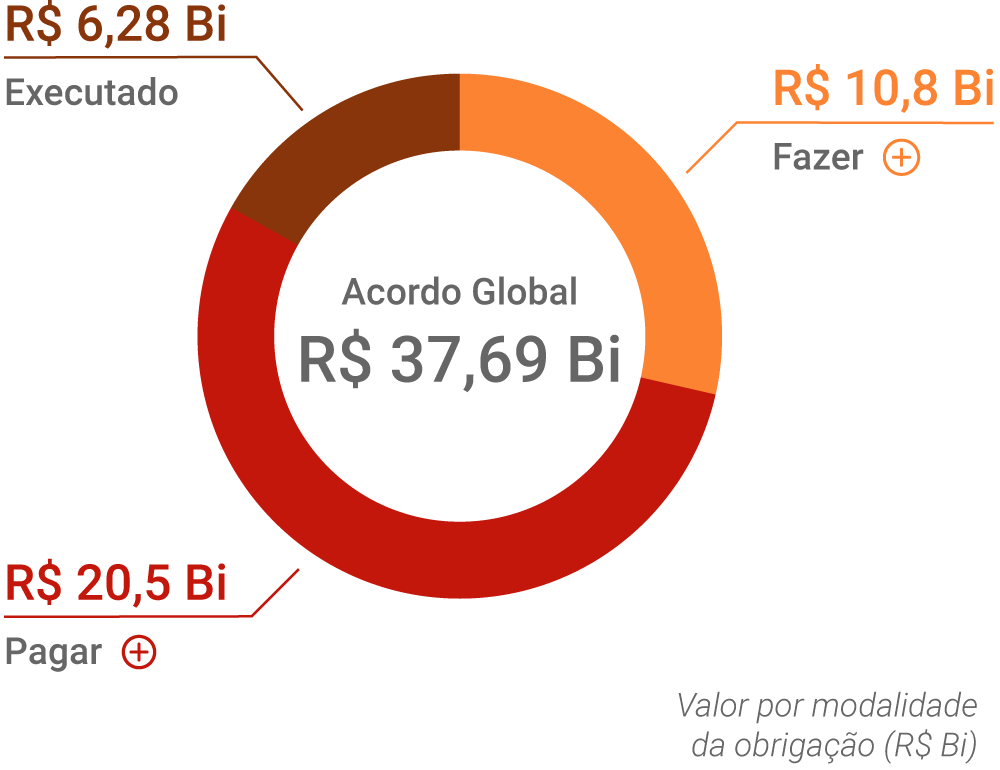 R$ 6,28 Bi
Executado
R$ 10,8 Bi
Fazer
Acordo Global
R$ 37,69 Bi
R$ 20,5 Bi
Pagar
Valor por modalidade
da obrigação (R$ Bi)